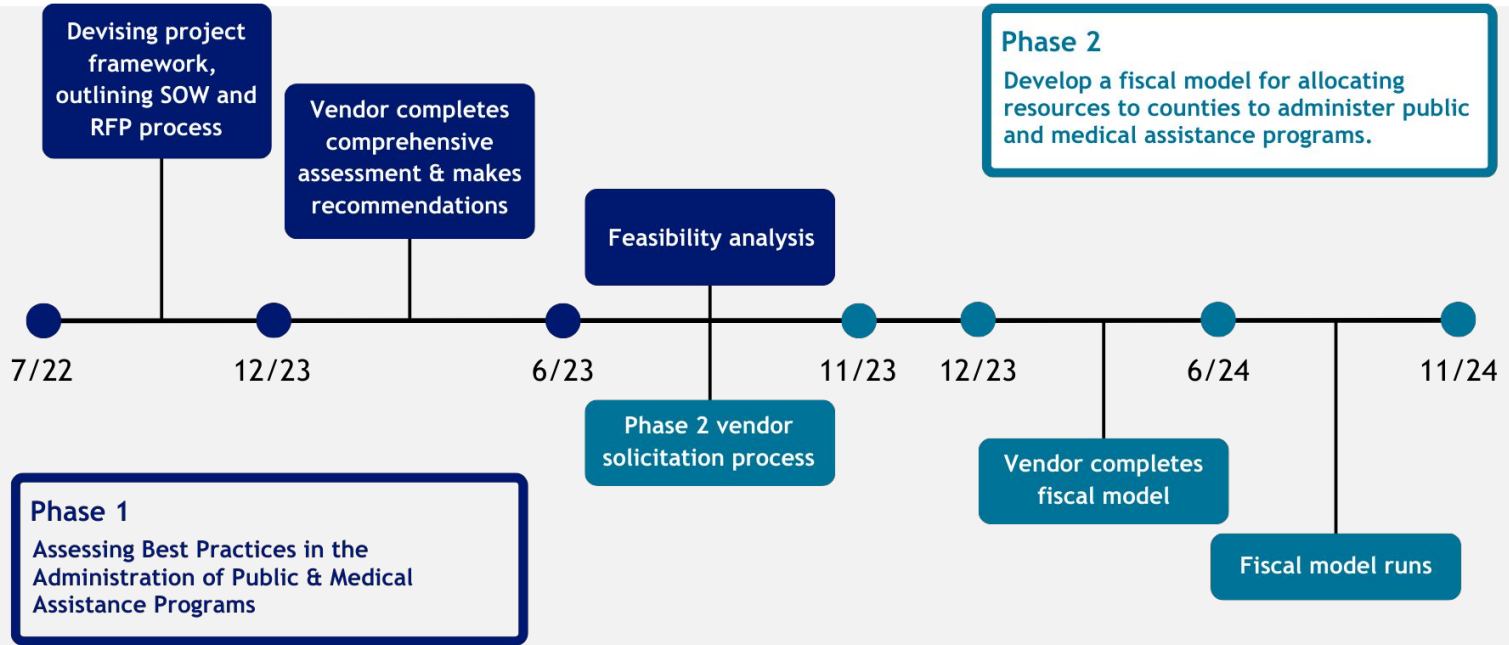 Devising project
framework,
outlining SOW and
RFP process
Vendor completes
comprehensive
assessment & makes
recommendations
Feasibility analysis
Phase 2
Develop a fiscal model for allocating
resources to counties to administer public
and medical assistance programs.
7/22
12/23
6/23
11/23
12/23
6/24
11/24
Phase 2 vendor
solicitation process
Vendor completes
fiscal model
Fiscal model runs
Phase 1
Assessing Best Practices in the
Administration of Public & Medical
Assistance Programs